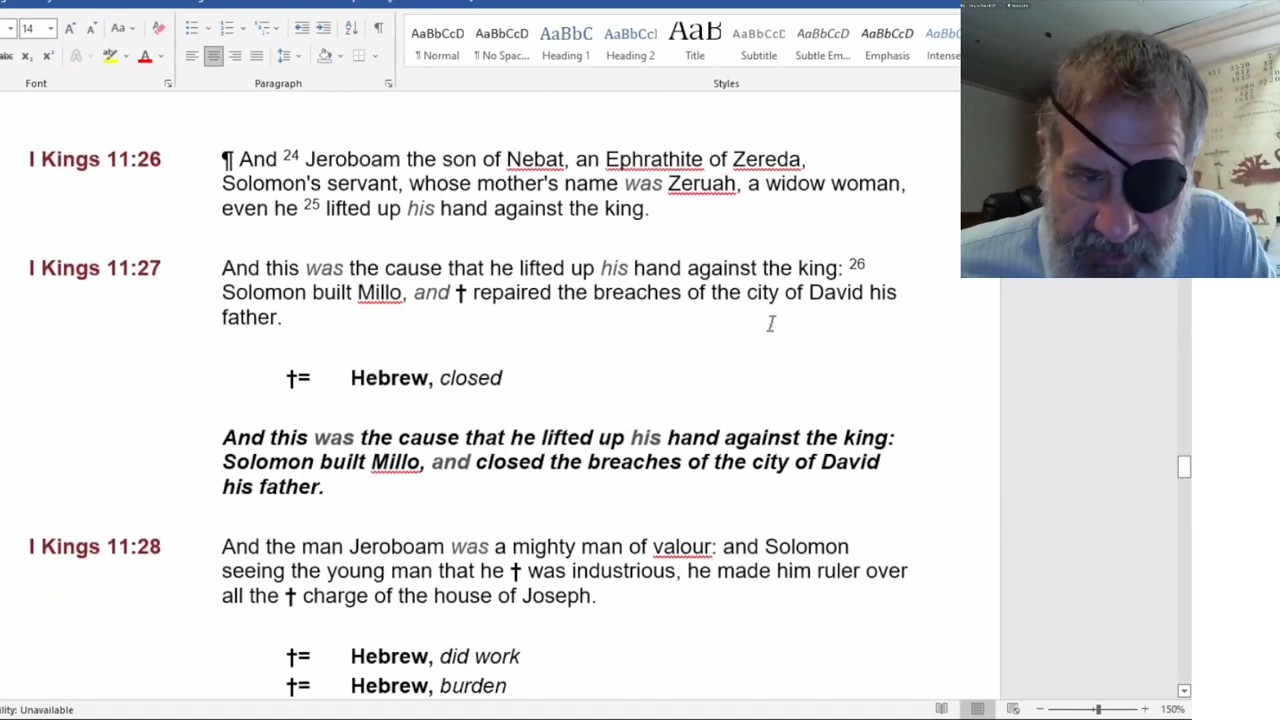 14 Aa
AaBbCcD AaBbCcD AaBbC AaBbCcI AaB AaBbCcD AaBbCcD AaBbCcD
¶ Normal ¶ No Spac... Heading 1 Heading 2 Title Subtitle Subtle Em... Emphasis Intense
Font Paragraph Styles
I Kings 11:26 ¶ And 24 Jeroboam the son of Nebat, an Ephrathite of Zereda,
Solomon's servant, whose mother's name was Zeruah, a widow woman,
even he 25 lifted up his hand against the king.
I Kings 11:27 And this was the cause that he lifted up his hand against the king: 26
Solomon built Millo, and † repaired the breaches of the city of David his
father.
†= Hebrew, closed
And this was the cause that he lifted up his hand against the king:
Solomon built Millo, and closed the breaches of the city of David
his father.
I Kings 11:28 And the man Jeroboam was a mighty man of valour: and Solomon
seeing the young man that he † was industrious, he made him ruler over
all the † charge of the house of Joseph.
†= Hebrew, did work
†= Hebrew, burden
ility: Unavailable 150%